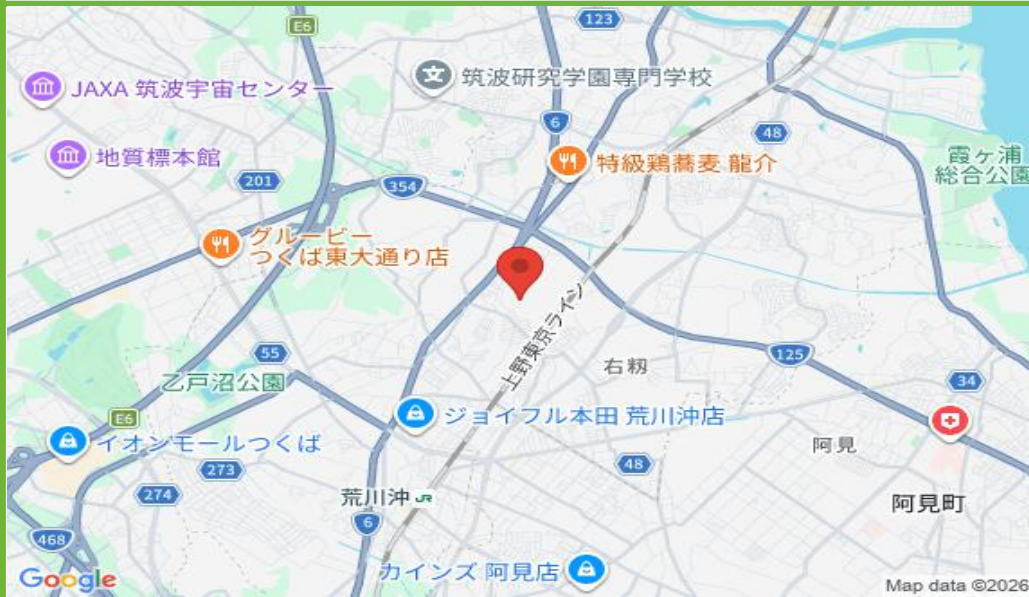 E6
123
JAXA 筑波宇宙センター
筑波研究学園専門学校
6
48
地質標本館
特級鶏蕎麦 龍介
霞ヶ浦
総合公園
201
354
グルービー
つくば東大通り店
上野東京ライン
55
右籾
125
乙戸沼公園
34
E6
ジョイフル本田 荒川沖店
イオンモールつくば
阿見
273
48
274
荒川沖 JR
阿見町
6
468
カインズ 阿見店
Google
Map data ©2026